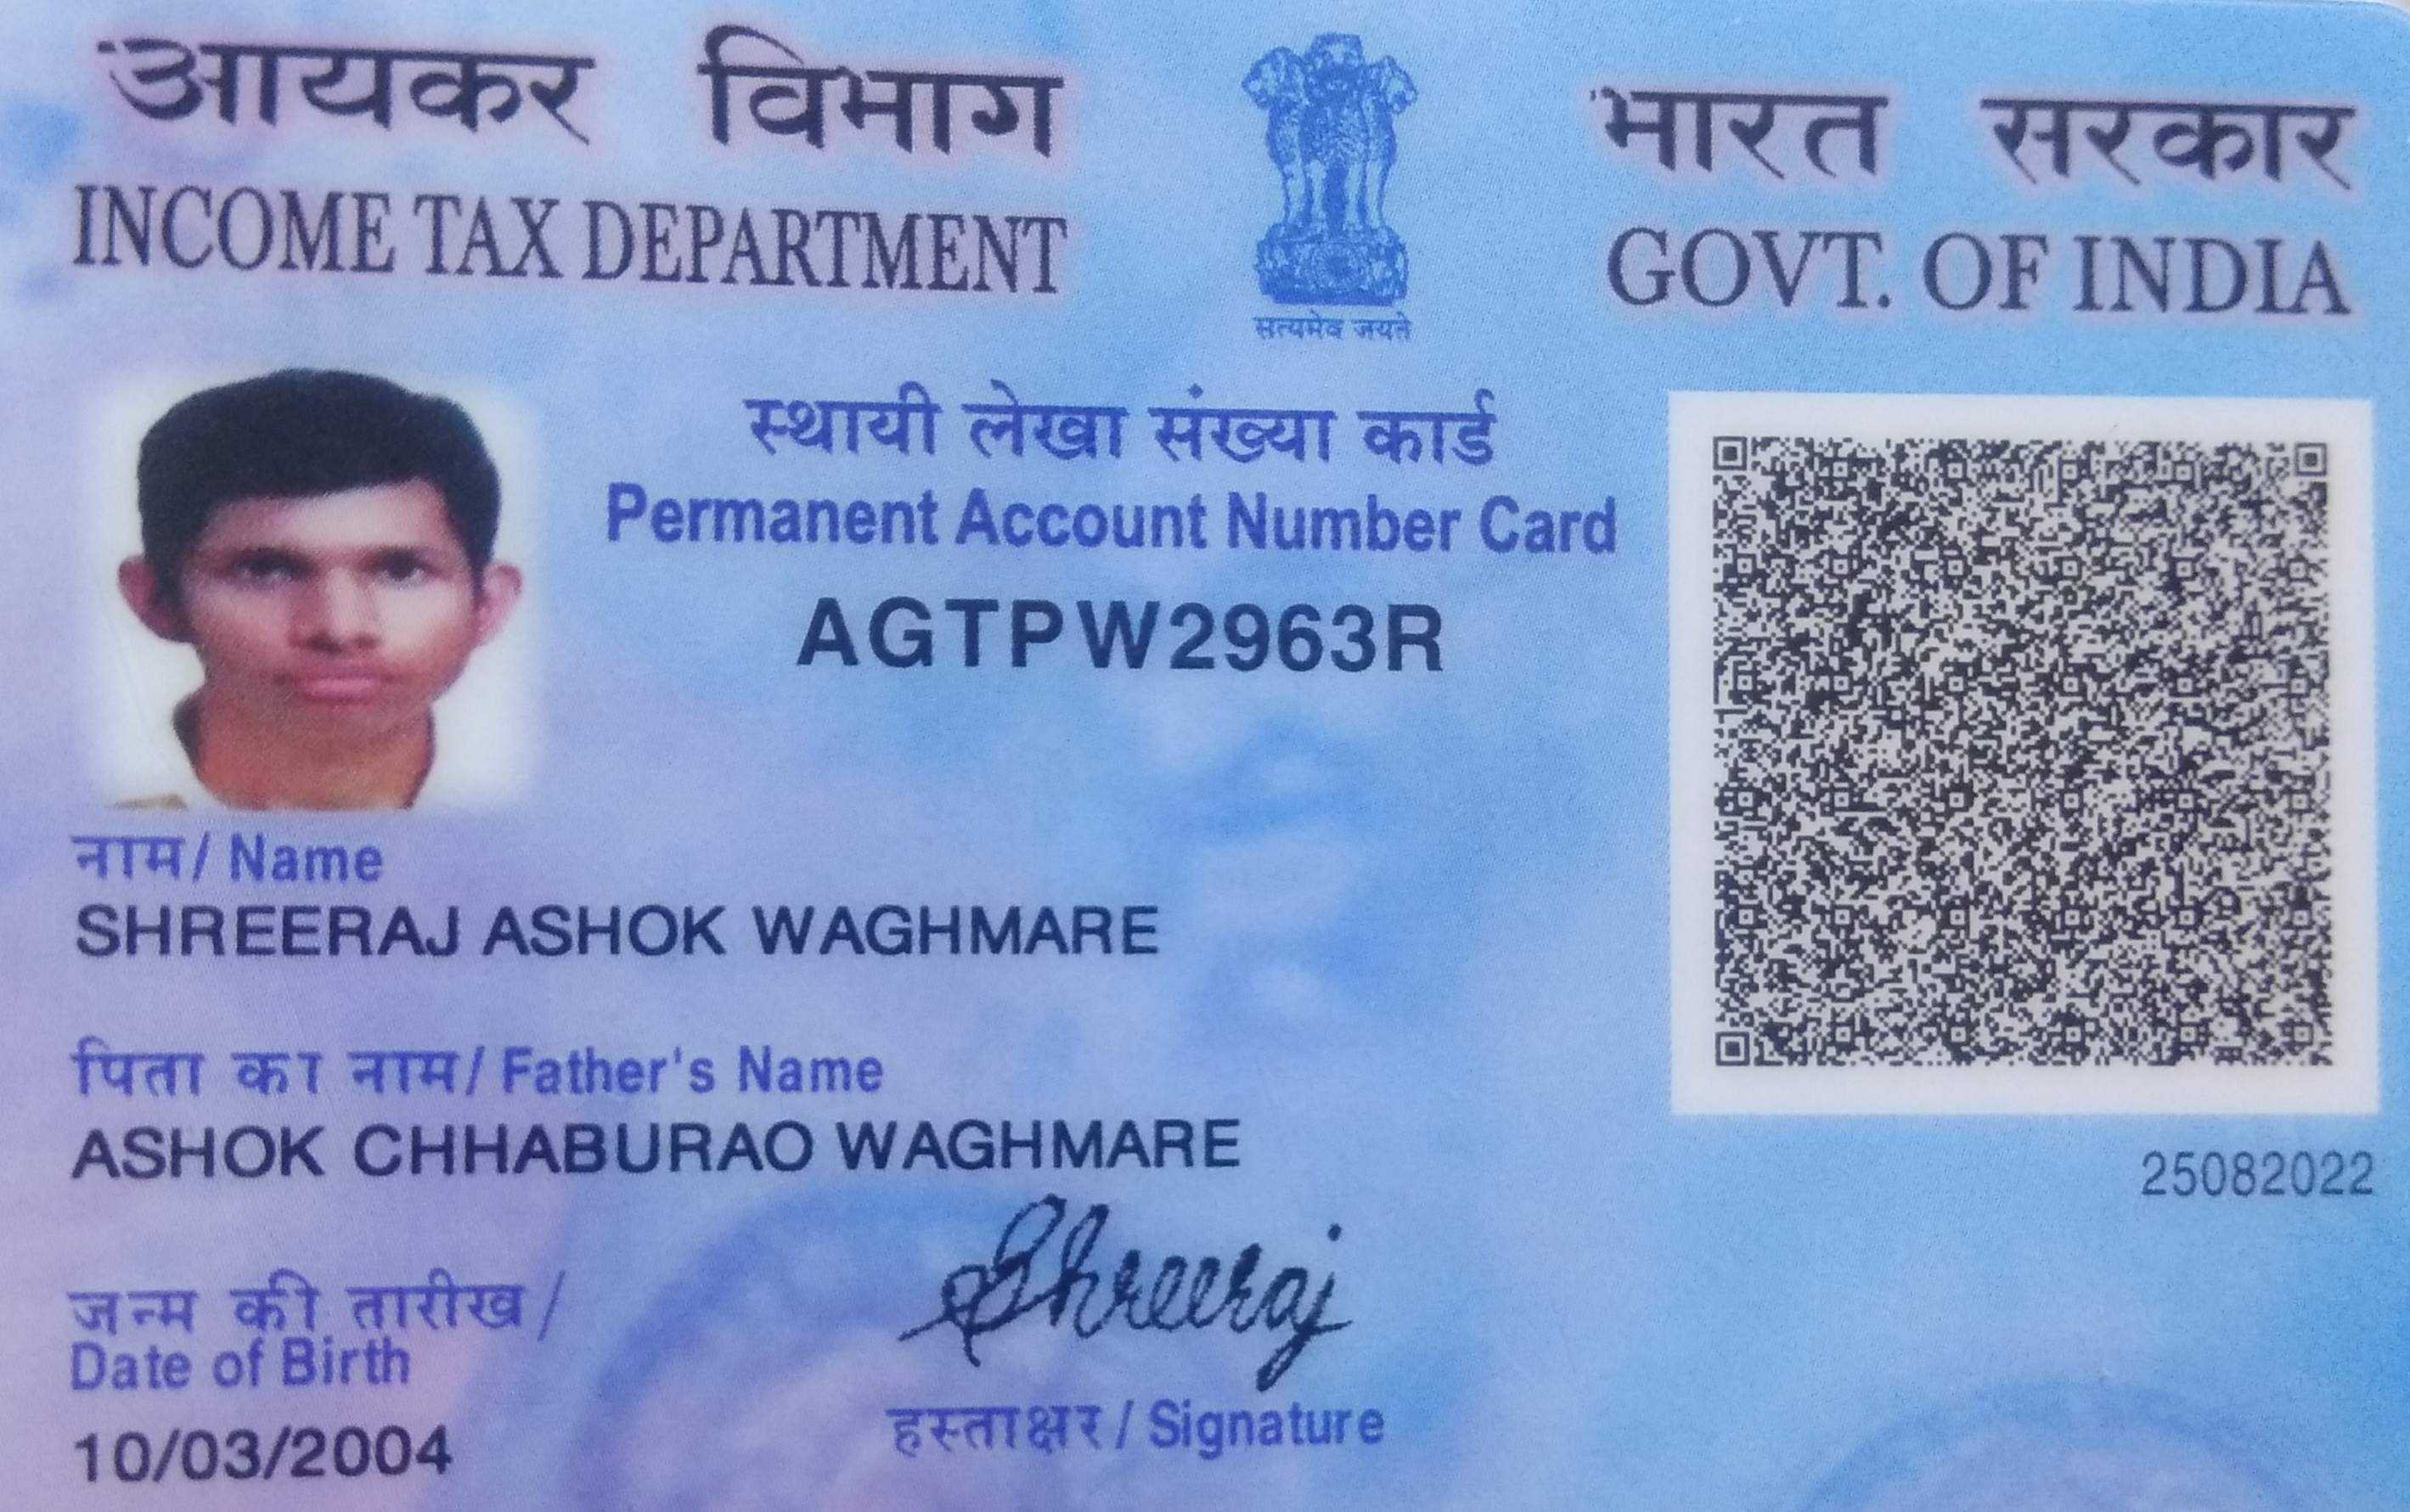 आयकर विभाग
INCOME TAX DEPARTMENT
भारत सरकार
GOVT. OF INDIA
सत्यमेव जयते
स्थायी लेखा संख्या कार्ड
Permanent Account Number Card
AGTPW2963R
नाम/ Name
SHREERAJ ASHOK WAGHMARE
पिता का नाम/ Father's Name
ASHOK CHHABURAO WAGHMARE
25082022
जन्म की तारीख/
Date of Birth
10/03/2004
Shreeraj
हस्ताक्षर/ Signature